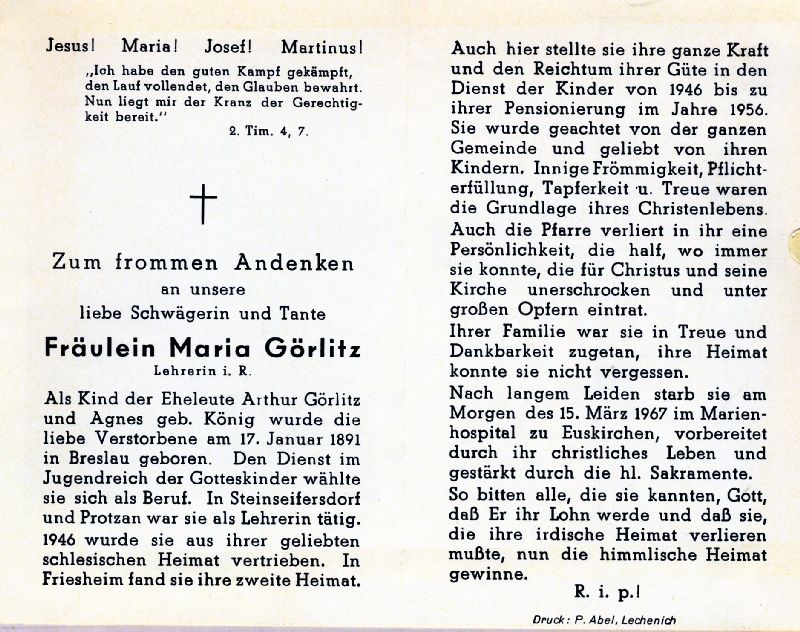 Jesus! Maria! Josef! Martinus!
„Ich habe den guten Kampf gekämpft,
den Lauf vollendet, den Glauben bewahrt.
Nun liegt mir der Kranz der Gerechtig-
keit bereit.“
2. Tim. 4, 7.
Zum frommen Andenken
an unsere
liebe Schwägerin und Tante
Fräulein Maria Görlitz
Lehrerin i. R.
Als Kind der Eheleute Arthur Görlitz
und Agnes geb. König wurde die
liebe Verstorbene am 17. Januar 1891
in Breslau geboren. Den Dienst im
Jugendreich der Gotteskinder wählte
sie sich als Beruf. In Steinseifersdorf
und Protzan war sie als Lehrerin tätig.
1946 wurde sie aus ihrer geliebten
schlesischen Heimat vertrieben. In
Friesheim fand sie ihre zweite Heimat.
Auch hier stellte sie ihre ganze Kraft
und den Reichtum ihrer Güte in den
Dienst der Kinder von 1946 bis zu
ihrer Pensionierung im Jahre 1956.
Sie wurde geachtet von der ganzen
Gemeinde und geliebt von ihren
Kindern. Innige Frömmigkeit, Pflicht-
erfüllung, Tapferkeit u. Treue waren
die Grundlage ihres Christenlebens.
Auch die Pfarre verliert in ihr eine
Persönlichkeit, die half, wo immer
sie konnte, die für Christus und seine
Kirche unerschrocken und unter
großen Opfern eintrat.
Ihrer Familie war sie in Treue und
Dankbarkeit zugetan, ihre Heimat
konnte sie nicht vergessen.
Nach langem Leiden starb sie am
Morgen des 15. März 1967 im Marien-
hospital zu Euskirchen, vorbereitet
durch ihr christliches Leben und
gestärkt durch die hl. Sakramente.
So bitten alle, die sie kannten, Gott,
daß Er ihr Lohn werde und daß sie,
die ihre irdische Heimat verlieren
mußte, nun die himmlische Heimat
gewinne.
R. i. p.!
Druck: P. Abel, Lechenich